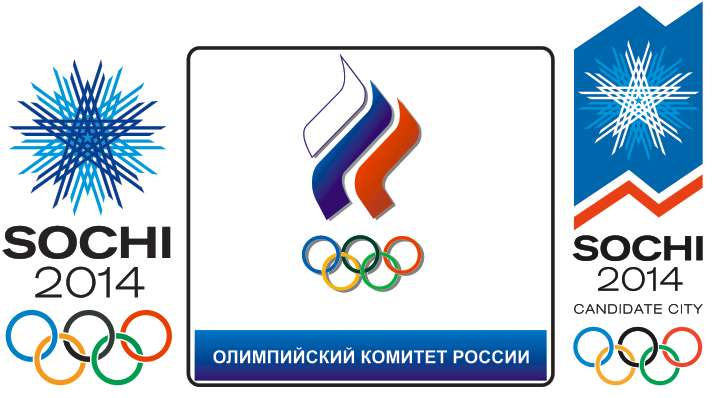 SOCHI
2014
ОЛИМПИЙСКИЙ КОМИТЕТ РОССИИ
SOCHI
2014
CANDIDATE CITY